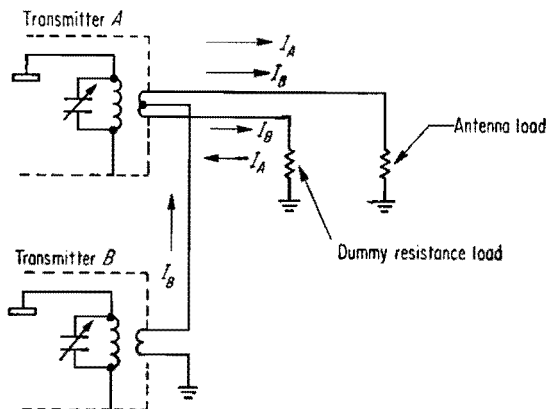 Transmitter A
I_A
I_B
I_B
I_A
Antenna load
Dummy resistance load
I_B
Transmitter B